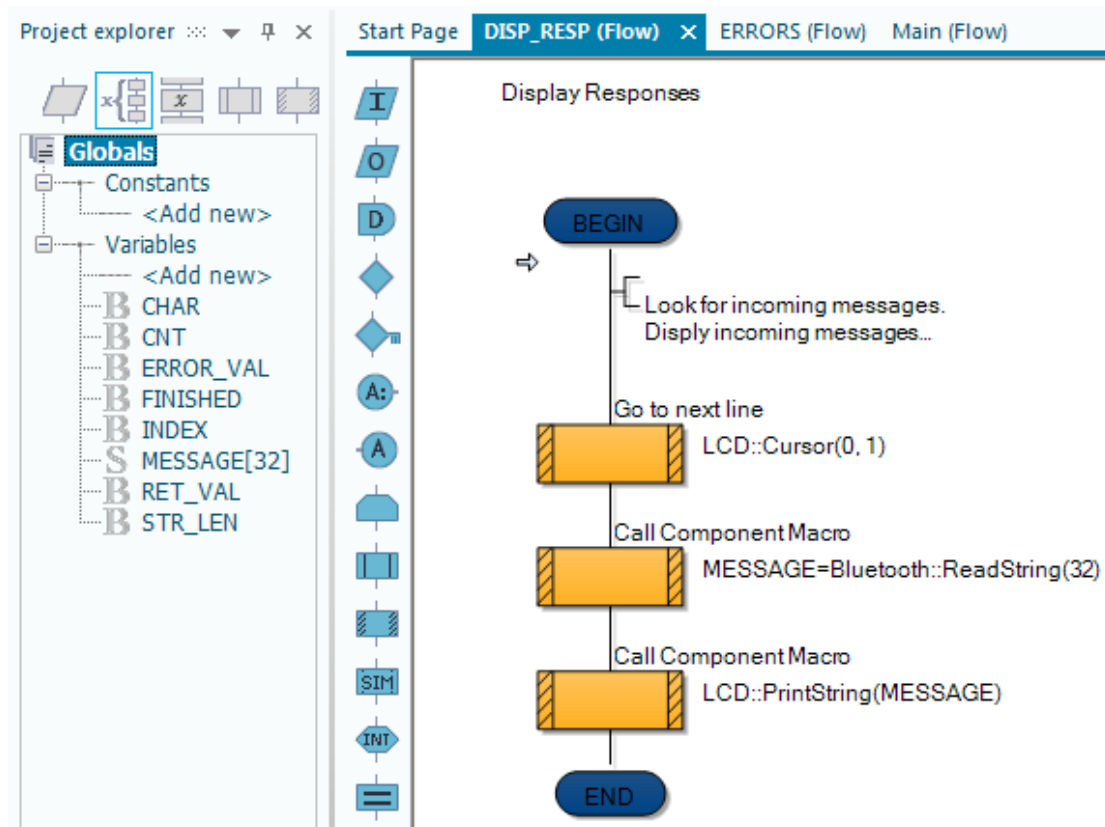 Project explorer
Start Page DISP_RESP (Flow) ERRORS (Flow) Main (Flow)
x
x
Globals
Constants
<Add new>
Variables
<Add new>
B CHAR
B CNT
B ERROR_VAL
B FINISHED
B INDEX
S MESSAGE[32]
B RET_VAL
B STR_LEN
I
O
D
A:
A
SIM
INT
Display Responses
BEGIN
Look for incoming messages.
Disply incoming messages...
Go to next line
LCD::Cursor(0, 1)
Call Component Macro
MESSAGE=Bluetooth::ReadString(32)
Call Component Macro
LCD::PrintString(MESSAGE)
END